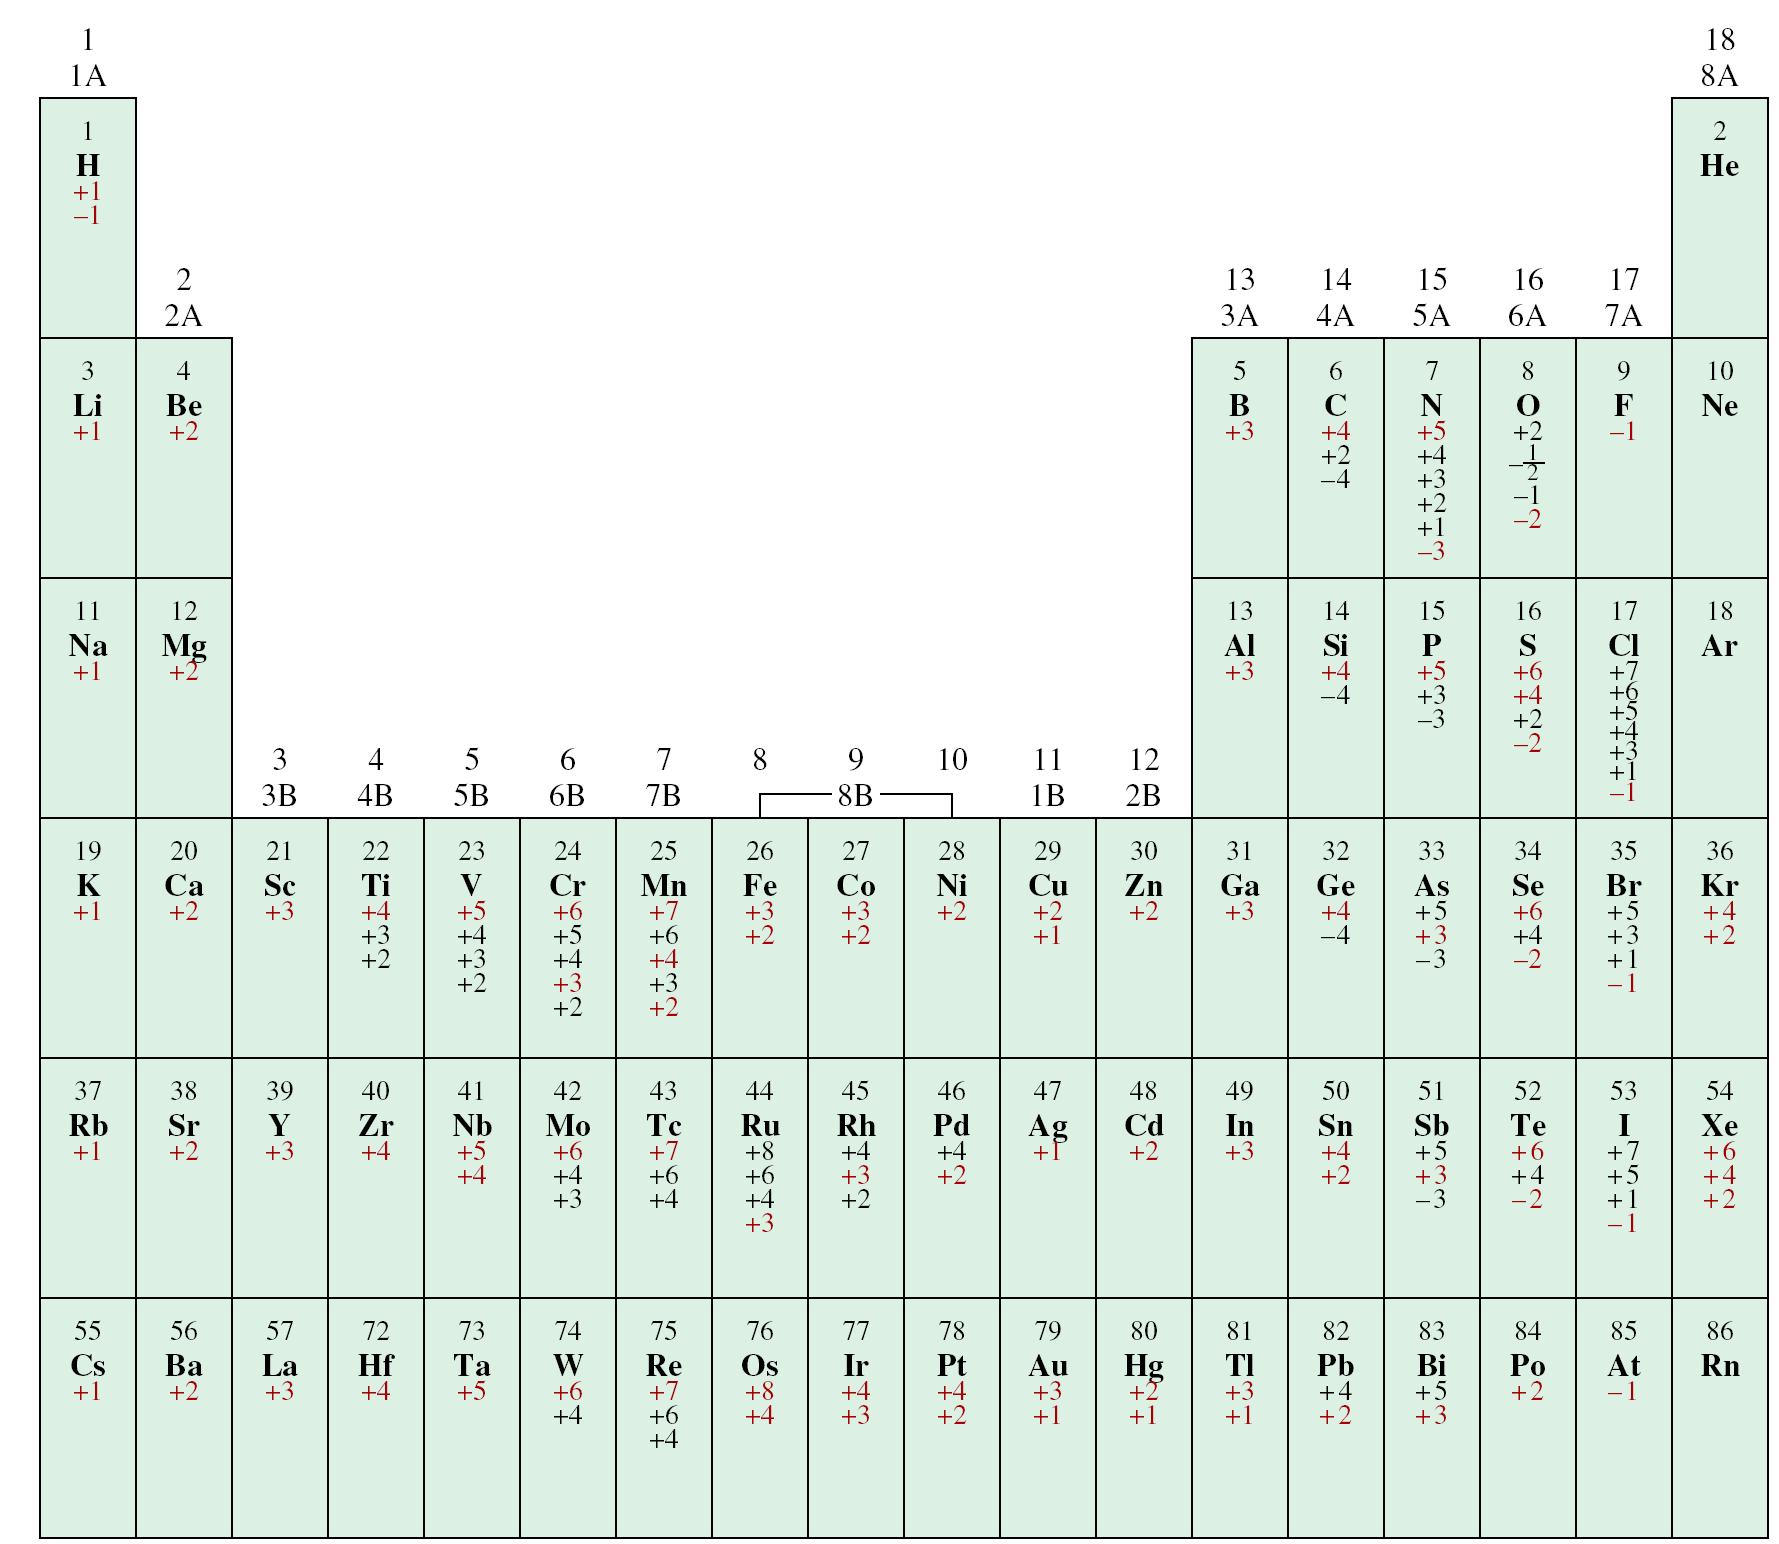 1 18
1A 8A
1 2
H He
+1
–1
2 13 14 15 16 17
2A 3A 4A 5A 6A 7A
3 4 5 6 7 8 9 10
Li Be B C N O F Ne
+1 +2 +3 +4 +5 +2 –1
+2 +4 –1/2
–4 +3 –1
+2 –2
+1
–3
11 12 13 14 15 16 17 18
Na Mg Al Si P S Cl Ar
+1 +2 +3 +4 +5 +6 +7
–4 +3 +4 +6
–3 +2 +5
–2 +4
+3
+1
–1
3 4 5 6 7 8 9 10 11 12
3B 4B 5B 6B 7B 8B 1B 2B
19 20 21 22 23 24 25 26 27 28 29 30 31 32 33 34 35 36
K Ca Sc Ti V Cr Mn Fe Co Ni Cu Zn Ga Ge As Se Br Kr
+1 +2 +3 +4 +5 +6 +7 +3 +3 +2 +2 +2 +3 +4 +5 +6 +5 +4
+3 +4 +5 +6 +2 +2 +1 –4 +3 +4 +3 +2
+2 +3 +4 +4 –3 –2 +1
+2 +3 +3 –1
+2 +2
37 38 39 40 41 42 43 44 45 46 47 48 49 50 51 52 53 54
Rb Sr Y Zr Nb Mo Tc Ru Rh Pd Ag Cd In Sn Sb Te I Xe
+1 +2 +3 +4 +5 +6 +7 +8 +4 +4 +1 +2 +3 +4 +5 +6 +7 +6
+4 +4 +6 +6 +3 +2 +2 +3 +4 +5 +4
+3 +4 +4 +2 –3 –2 +1 +2
+3 –1
55 56 57 72 73 74 75 76 77 78 79 80 81 82 83 84 85 86
Cs Ba La Hf Ta W Re Os Ir Pt Au Hg Tl Pb Bi Po At Rn
+1 +2 +3 +4 +5 +6 +7 +8 +4 +4 +3 +2 +3 +4 +5 +2 –1
+4 +6 +4 +3 +2 +1 +1 +1 +2 +3
+4